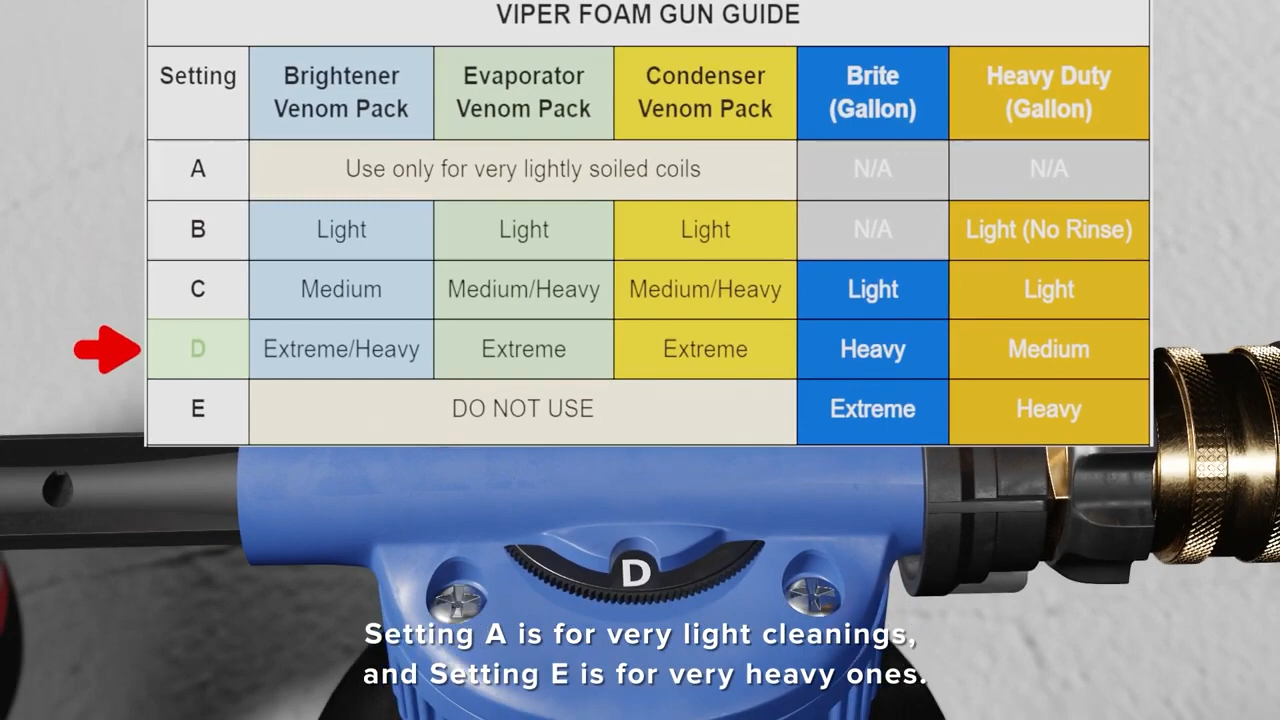 VIPER FOAM GUN GUIDE
Setting
Brightener
Venom Pack
Evaporator
Venom Pack
Condenser
Venom Pack
Brite
(Gallon)
Heavy Duty
(Gallon)
A
Use only for very lightly soiled coils
N/A
N/A
B
Light
Light
Light
N/A
Light (No Rinse)
C
Medium
Medium/Heavy
Medium/Heavy
Light
Light
D
Extreme/Heavy
Extreme
Extreme
Heavy
Medium
E
DO NOT USE
Extreme
Heavy
D
Setting A is for very light cleanings,
and Setting E is for very heavy ones.